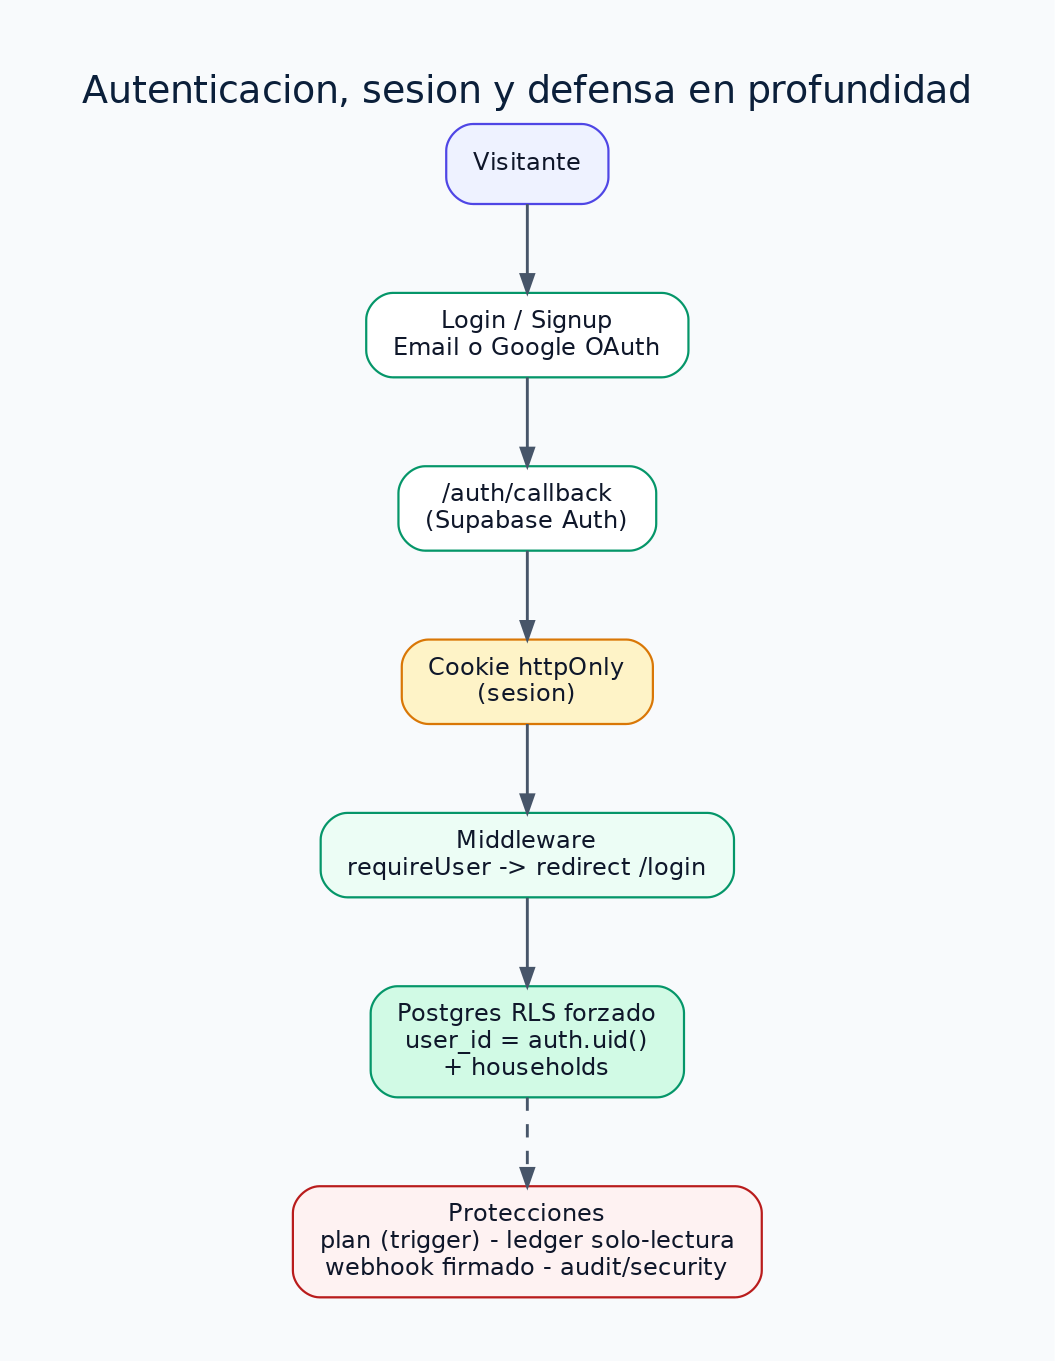 Autenticacion, sesion y defensa en profundidad
Visitante
Login / Signup
Email o Google OAuth
/auth/callback
(Supabase Auth)
Cookie httpOnly
(sesion)
Middleware
requireUser -> redirect /login
Postgres RLS forzado
user_id = auth.uid()
+ households
Protecciones
plan (trigger) - ledger solo-lectura
webhook firmado - audit/security